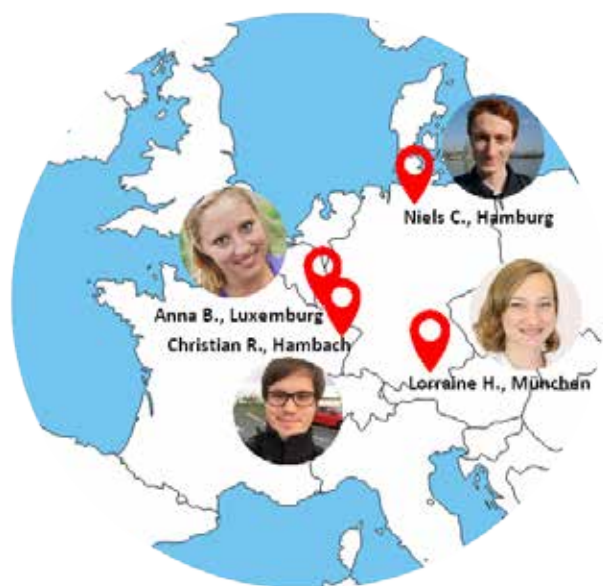 Niels C., Hamburg
Anna B., Luxemburg
Christian R., Hambach
Lorraine H., München